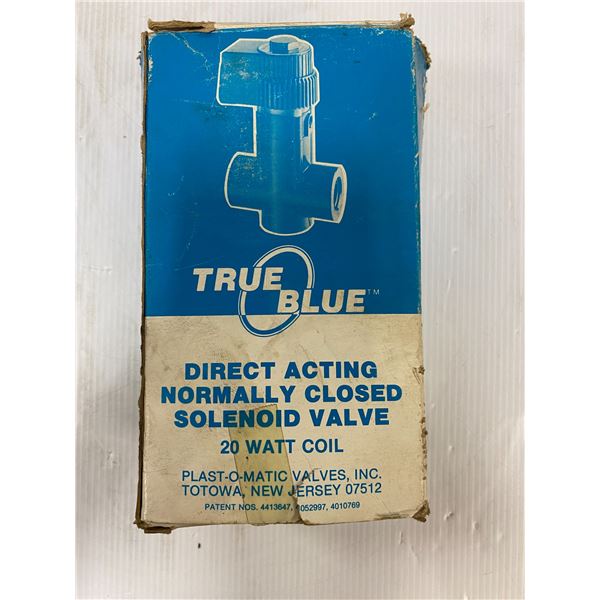 TRUE
BLUE™
DIRECT ACTING
NORMALLY CLOSED
SOLENOID VALVE
20 WATT COIL
PLAST-O-MATIC VALVES, INC.
TOTOWA, NEW JERSEY 07512
PATENT NOS. 4413647, 4052997, 4010769